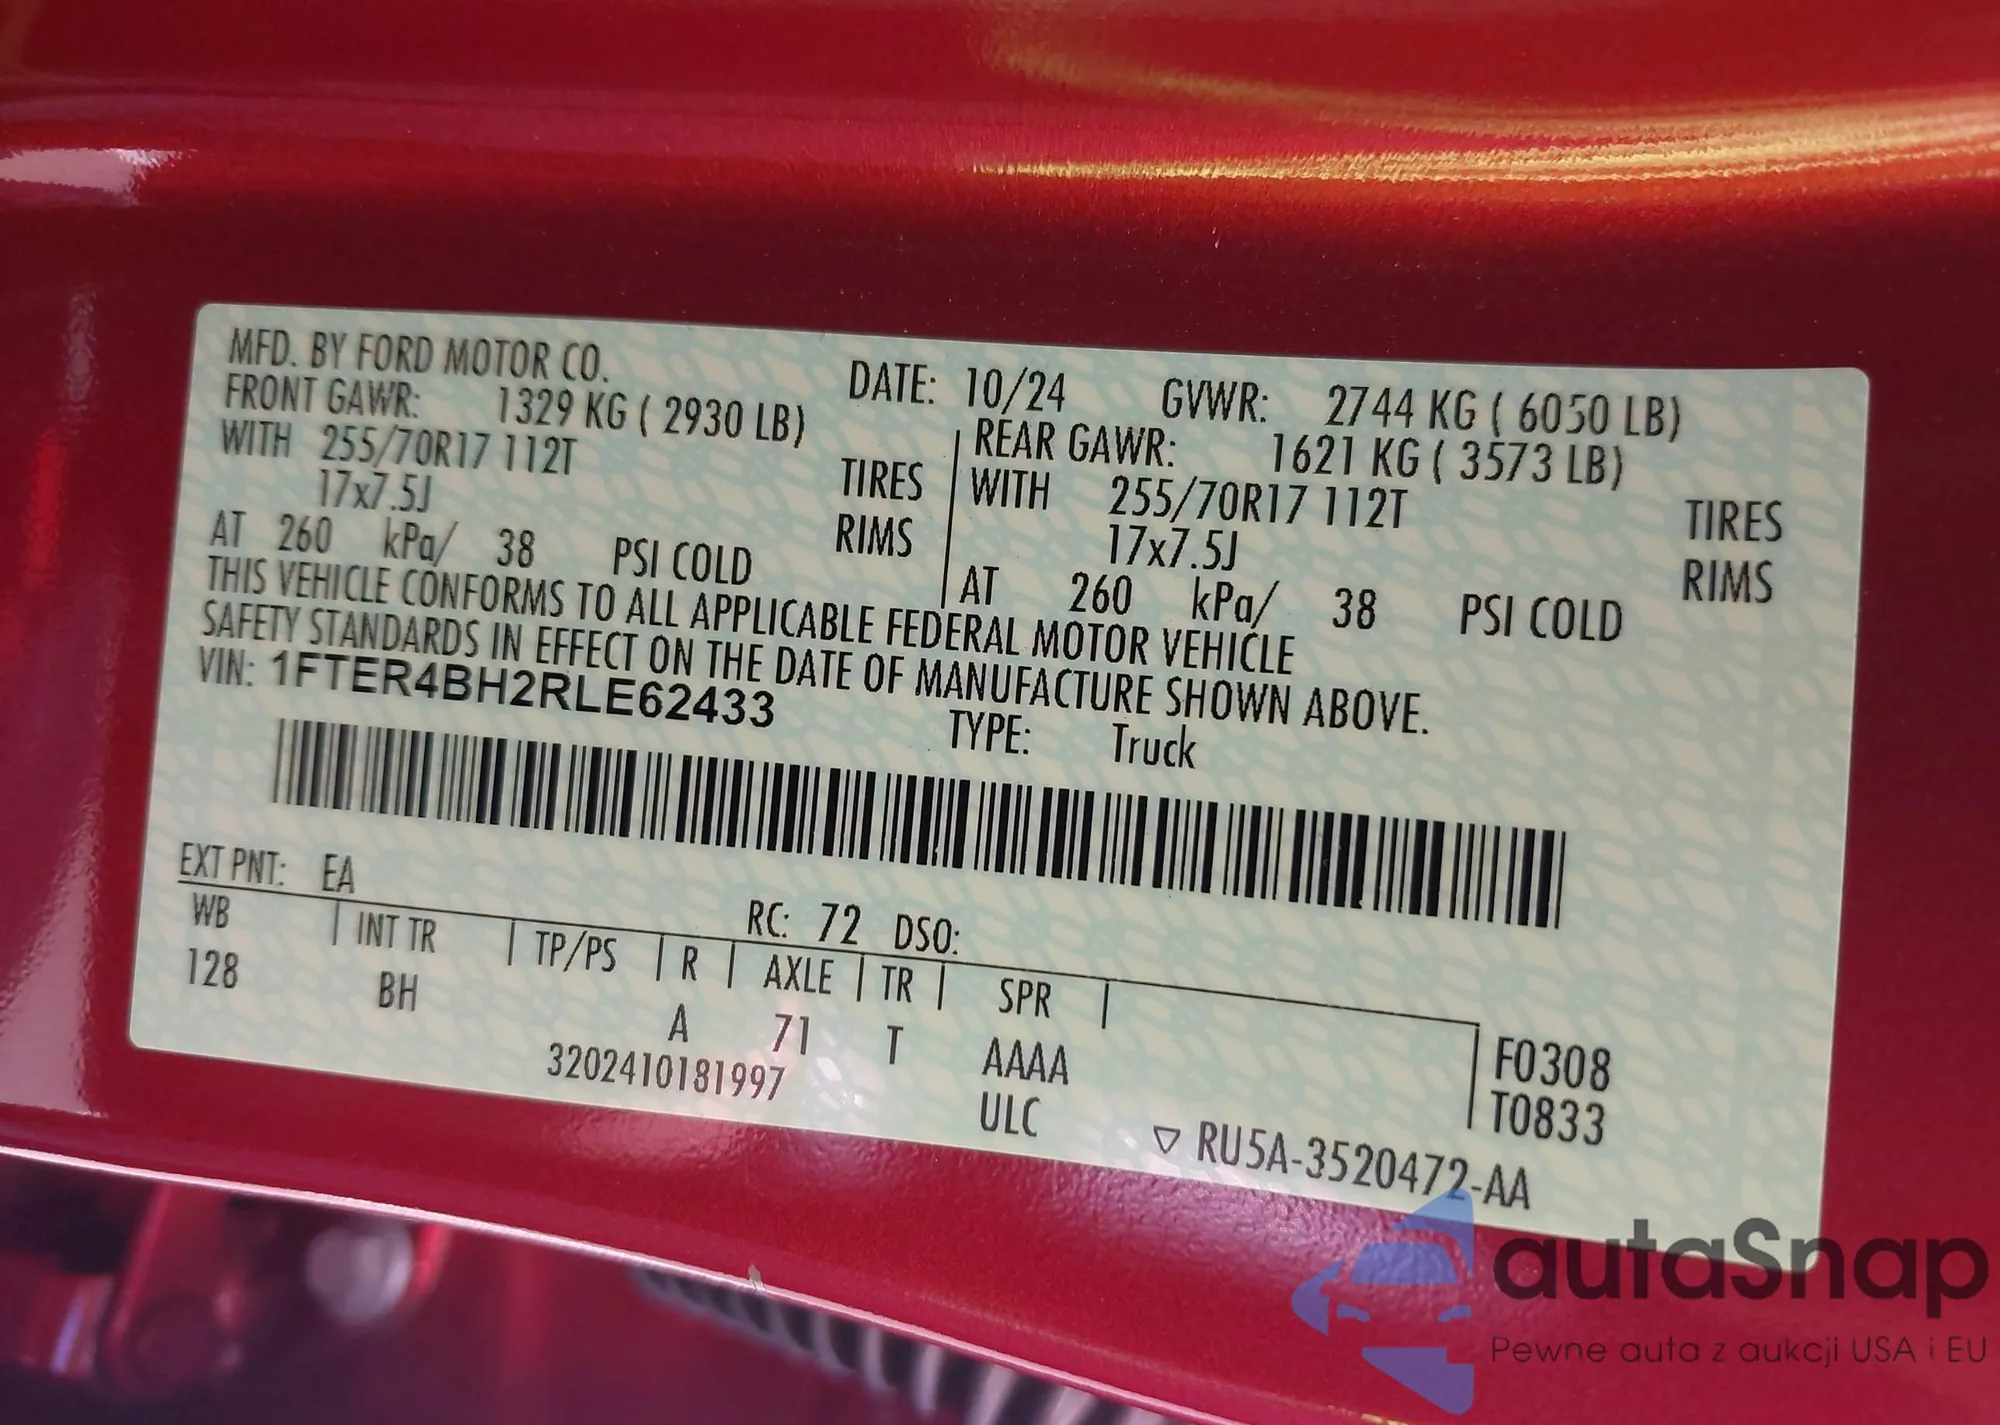 MFD. BY FORD MOTOR CO. DATE: 10/24 GVWR: 2744 KG ( 6050 LB)
FRONT GAWR: 1329 KG ( 2930 LB) REAR GAWR: 1621 KG ( 3573 LB)
WITH 255/70R17 112T TIRES WITH 255/70R17 112T TIRES
17x7.5J RIMS 17x7.5J RIMS
AT 260 kPa/ 38 PSI COLD AT 260 kPa/ 38 PSI COLD
THIS VEHICLE CONFORMS TO ALL APPLICABLE FEDERAL MOTOR VEHICLE
SAFETY STANDARDS IN EFFECT ON THE DATE OF MANUFACTURE SHOWN ABOVE.
VIN: 1FTER4BH2RLE62433 TYPE: Truck
EXT PNT: EA RC: 72 DSO:
WB INT TR TP/PS R AXLE TR SPR
128 BH A 71 T AAAA F0308
3202410181997 ULC T0833
▽ RU5A-3520472-AA
autaSnap
Pewne auta z aukcji USA i EU